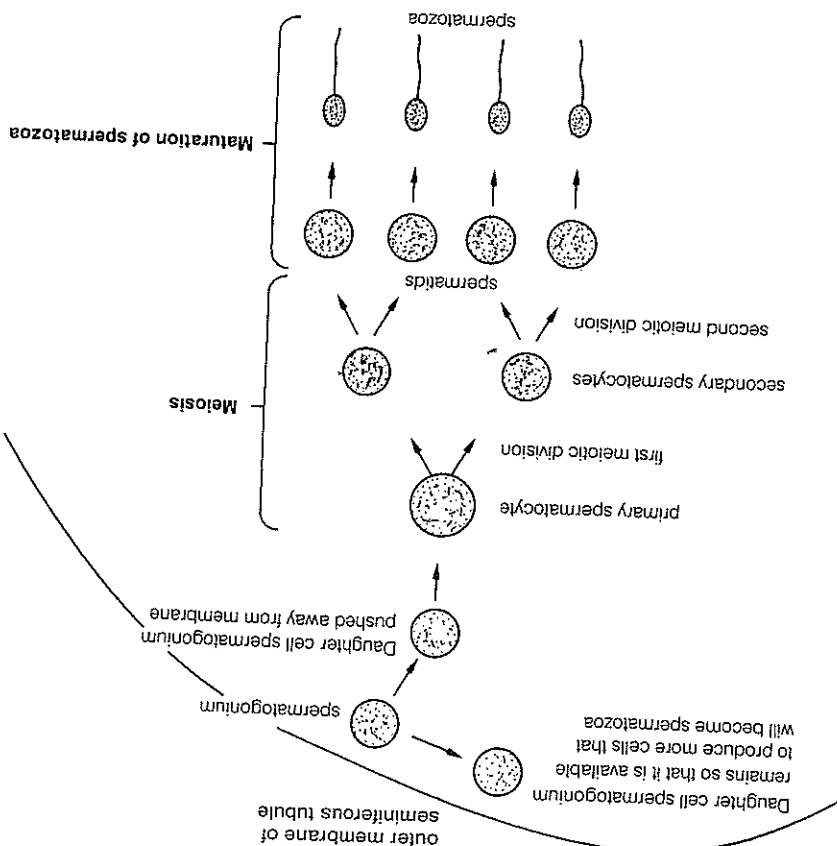 outer membrane of
seminiferous tubule
Daughter cell spermatogonium
remains so that it is available
to produce more cells that
will become spermatozoa
spermatogonium
Daughter cell spermatogonium
pushed away from membrane
primary spermatocyte
first meiotic division
Meiosis
secondary spermatocytes
second meiotic division
spermatids
Maturation of spermatozoa
spermatozoa